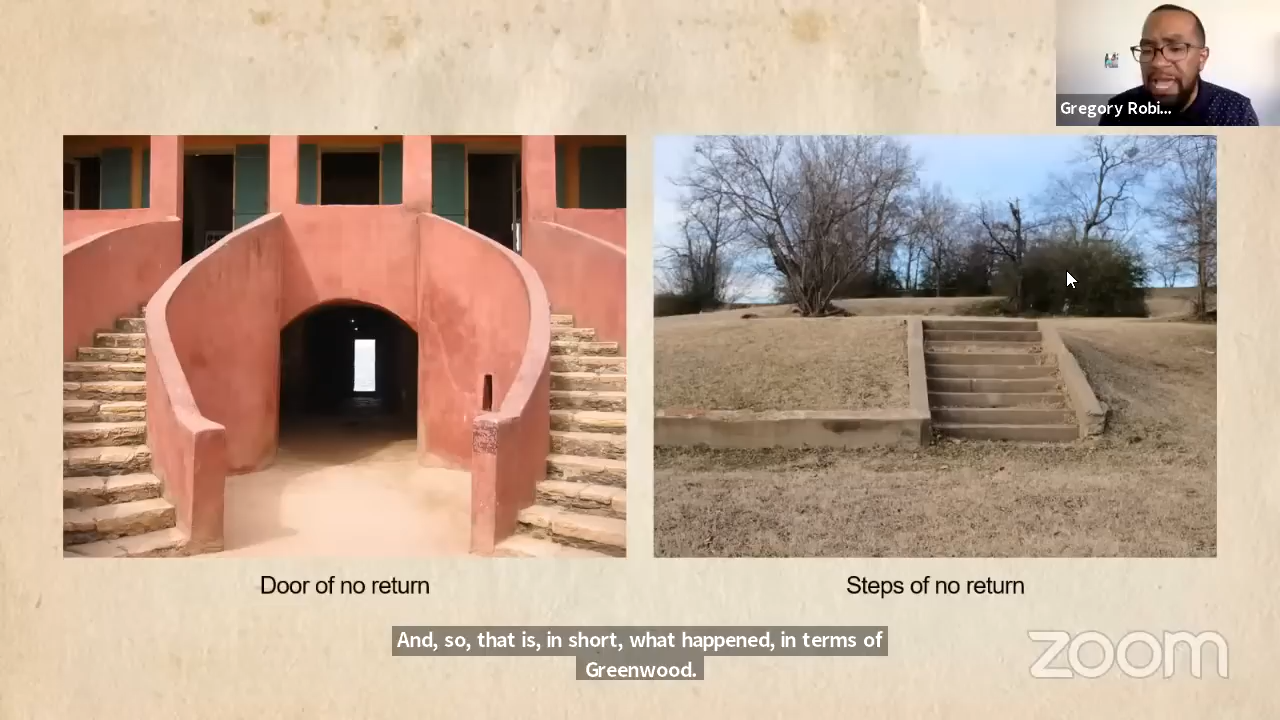 Gregory Robi...
Door of no return
Steps of no return
And, so, that is, in short, what happened, in terms of
Greenwood.
zoom